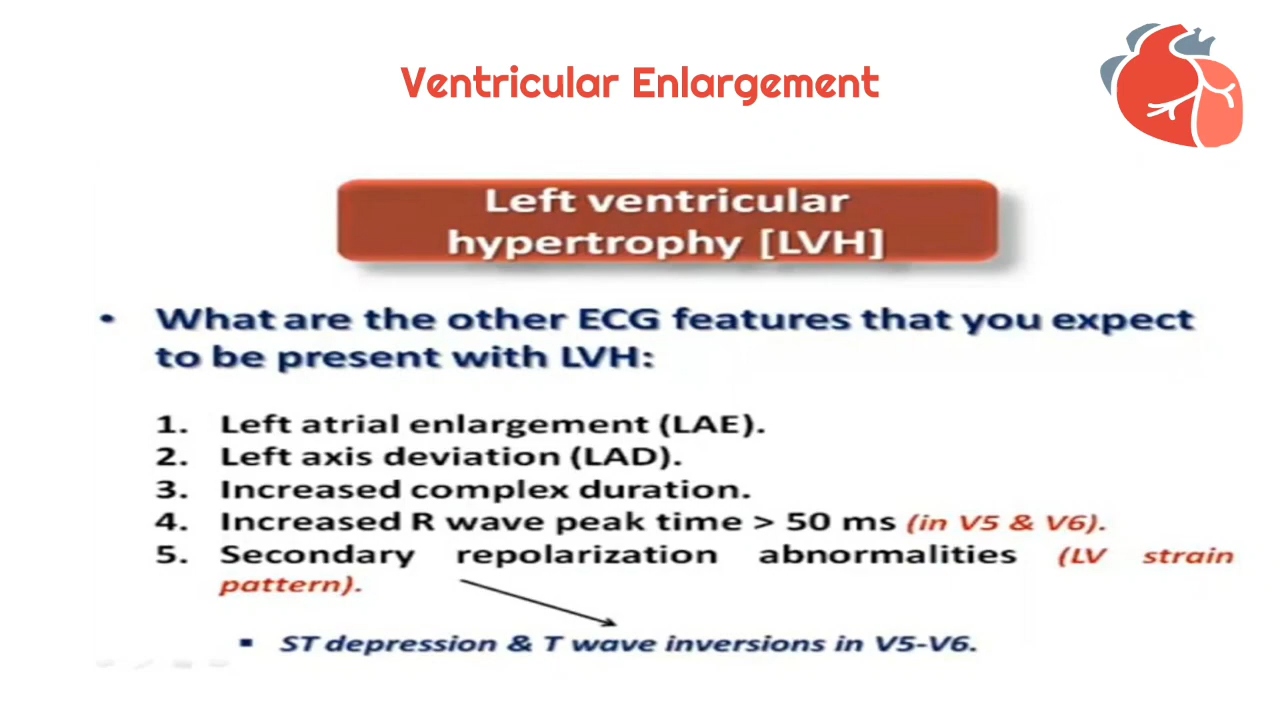 Ventricular Enlargement
Left ventricular
hypertrophy [LVH]
• What are the other ECG features that you expect
to be present with LVH:
1. Left atrial enlargement (LAE).
2. Left axis deviation (LAD).
3. Increased complex duration.
4. Increased R wave peak time > 50 ms (in V5 & V6).
5. Secondary repolarization abnormalities (LV strain
pattern).
▪ ST depression & T wave inversions in V5-V6.